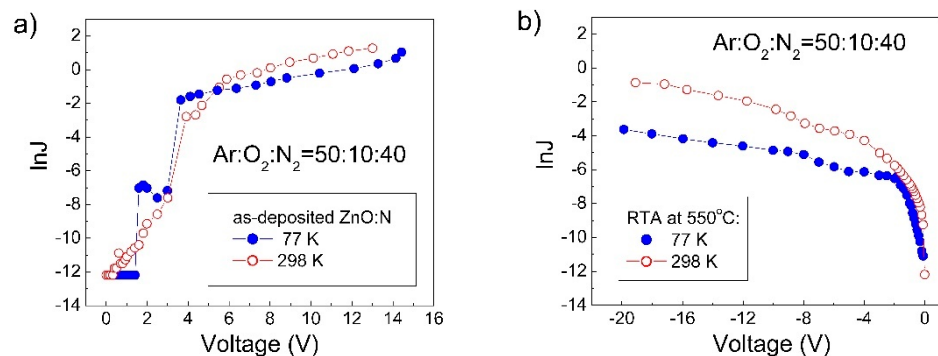 a)
lnJ
2
0
-2
-4
-6
-8
-10
-12
-14
Ar:O₂:N₂=50:10:40
as-deposited ZnO:N
77 K
298 K
0 2 4 6 8 10 12 14 16
Voltage (V)
b)
Ar:O₂:N₂=50:10:40
lnJ
2
0
-2
-4
-6
-8
-10
-12
-14
RTA at 550°C:
77 K
298 K
-20 -16 -12 -8 -4 0
Voltage (V)